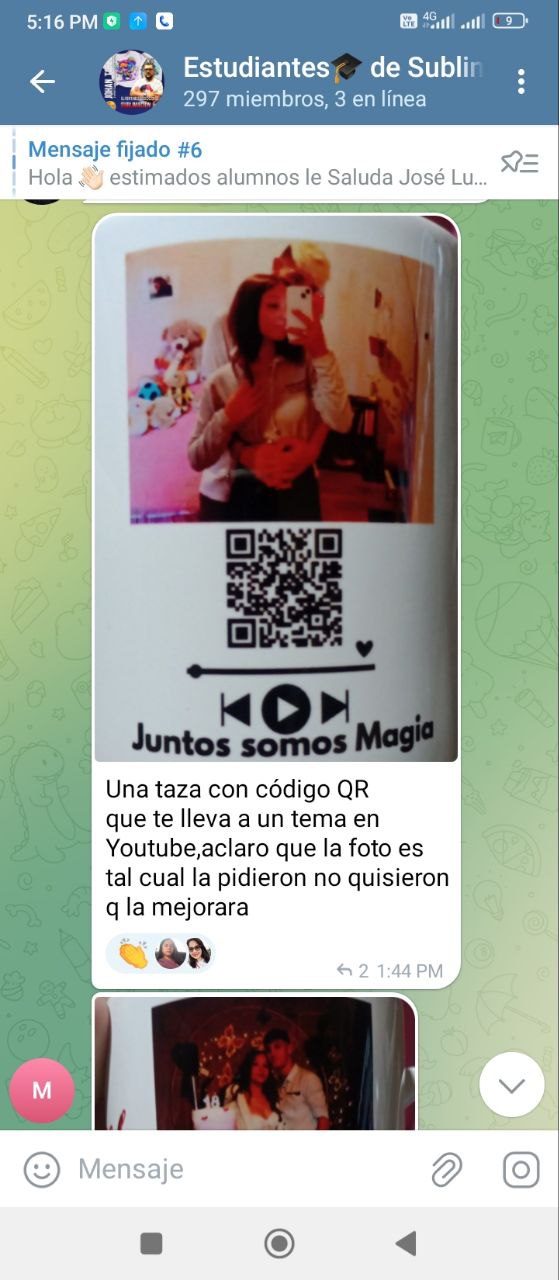 5:16 PM
Vo LTE 4G 9
Estudiantes🎓 de Sublin
297 miembros, 3 en línea
Mensaje fijado #6
Hola 👋🏻 estimados alumnos le Saluda José Lu...
Juntos somos Magia
Una taza con código QR
que te lleva a un tema en
Youtube,aclaro que la foto es
tal cual la pidieron no quisieron
q la mejorara
2 1:44 PM
18
M
Mensaje